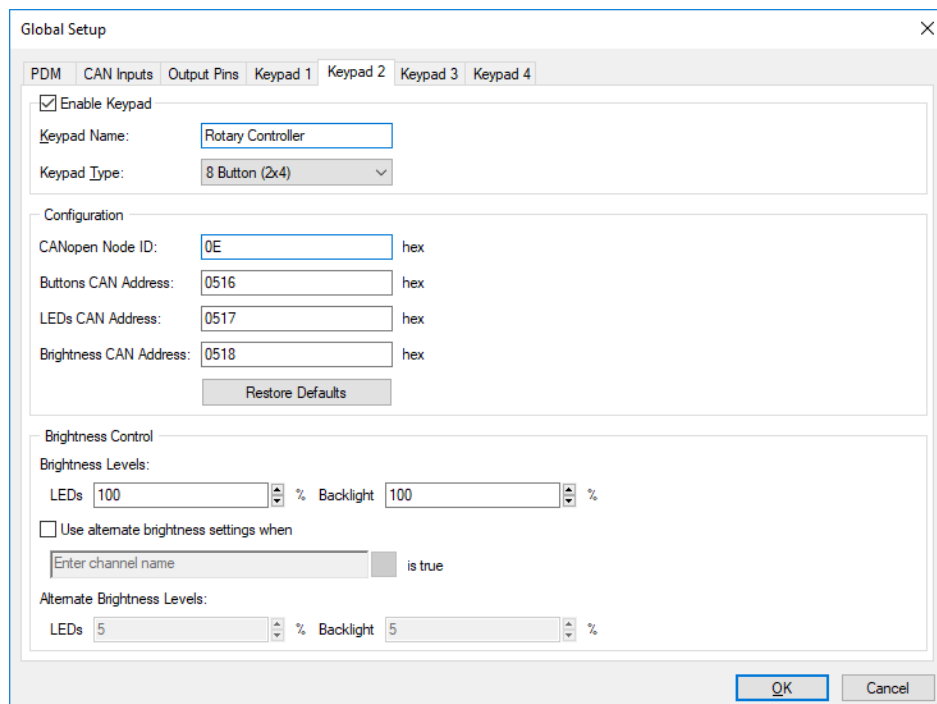 Global Setup
PDM CAN Inputs Output Pins Keypad 1 Keypad 2 Keypad 3 Keypad 4
Enable Keypad
Keypad Name: Rotary Controller
Keypad Type: 8 Button (2x4)
Configuration
CANopen Node ID: 0E hex
Buttons CAN Address: 0516 hex
LEDs CAN Address: 0517 hex
Brightness CAN Address: 0518 hex
Restore Defaults
Brightness Control
Brightness Levels:
LEDs 100 % Backlight 100 %
Use alternate brightness settings when
Enter channel name is true
Alternate Brightness Levels:
LEDs 5 % Backlight 5 %
OK Cancel